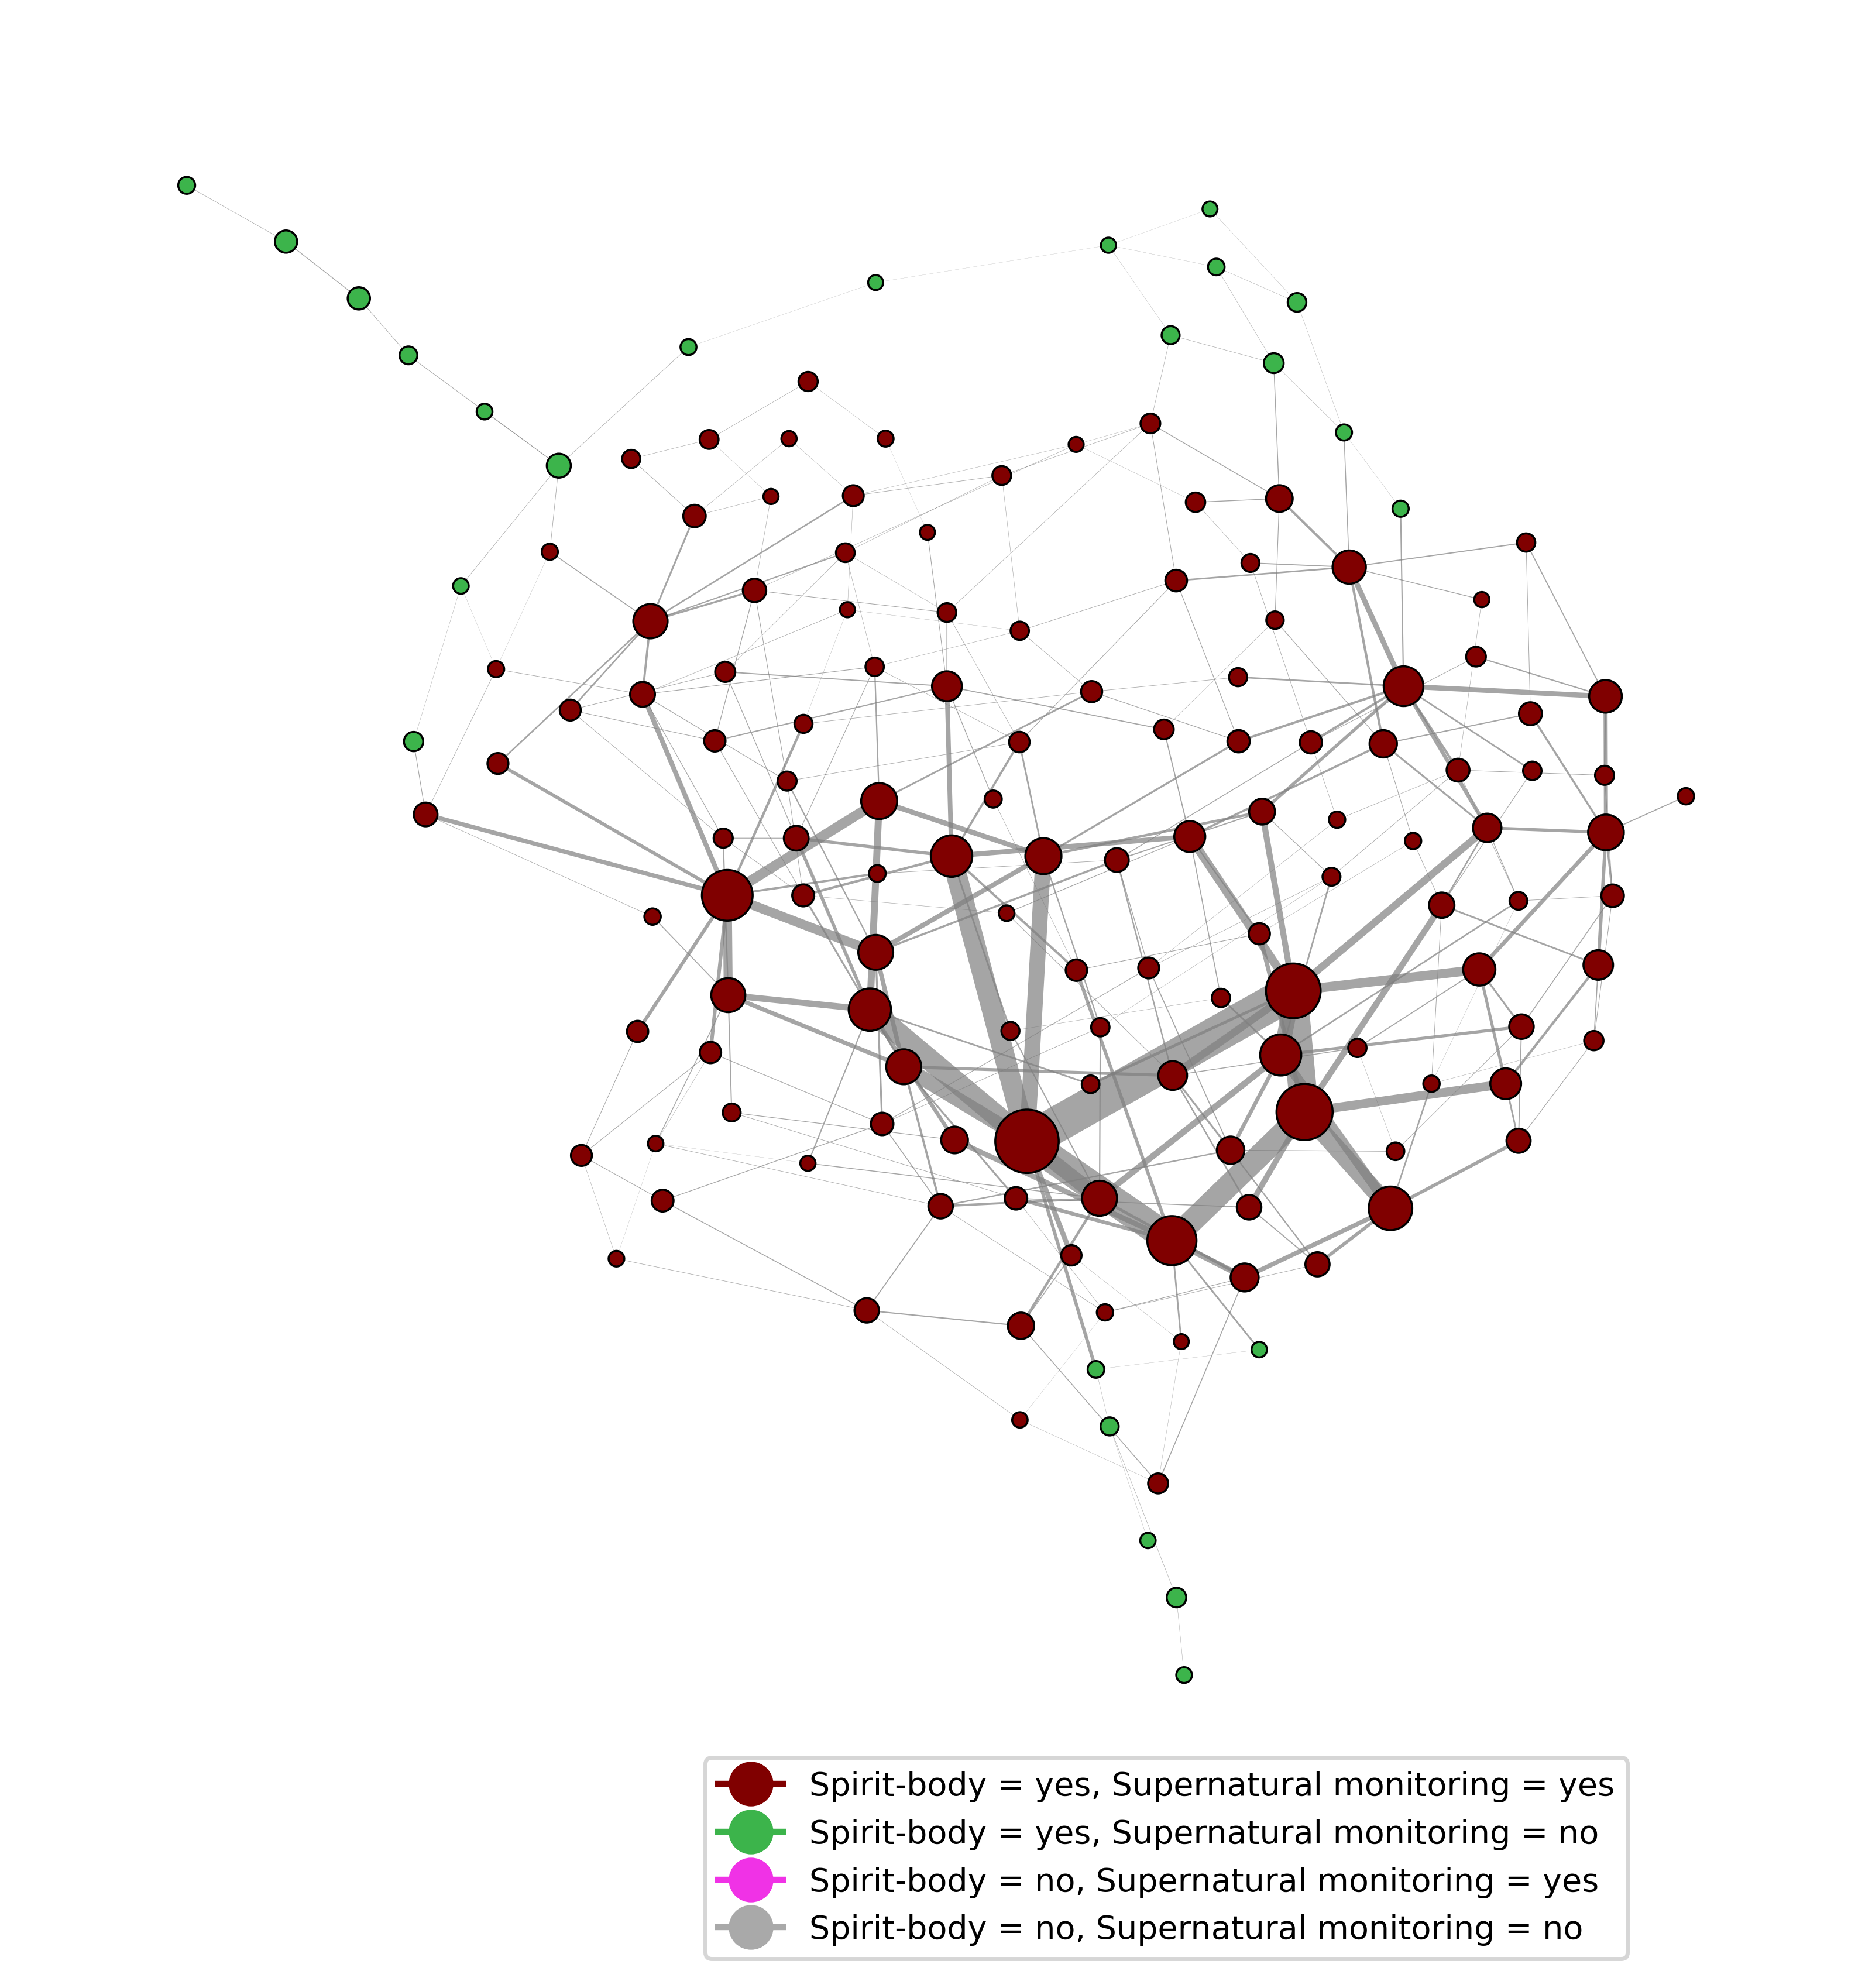 Spirit-body = yes, Supernatural monitoring = yes
Spirit-body = yes, Supernatural monitoring = no
Spirit-body = no, Supernatural monitoring = yes
Spirit-body = no, Supernatural monitoring = no